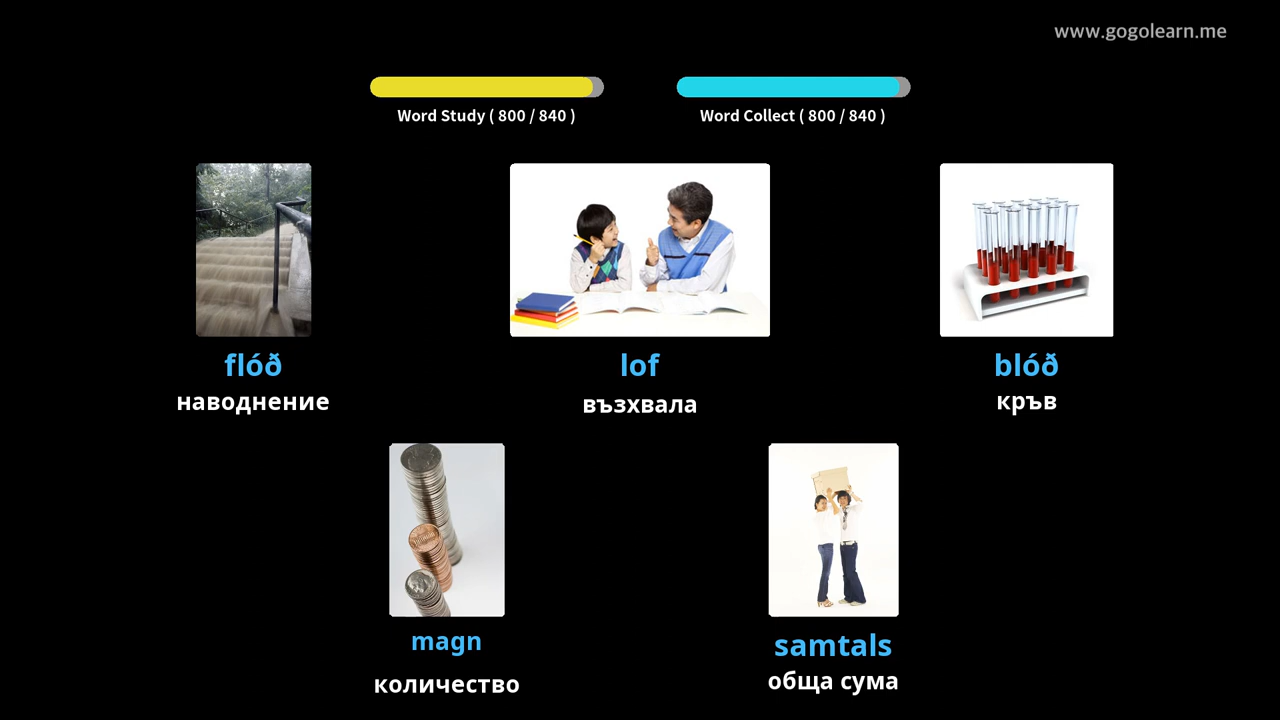 www.gogolearn.me
Word Study ( 800 / 840 )
Word Collect ( 800 / 840 )
flóð
наводнение
lof
възхвала
blóð
кръв
magn
количество
samtals
обща сума